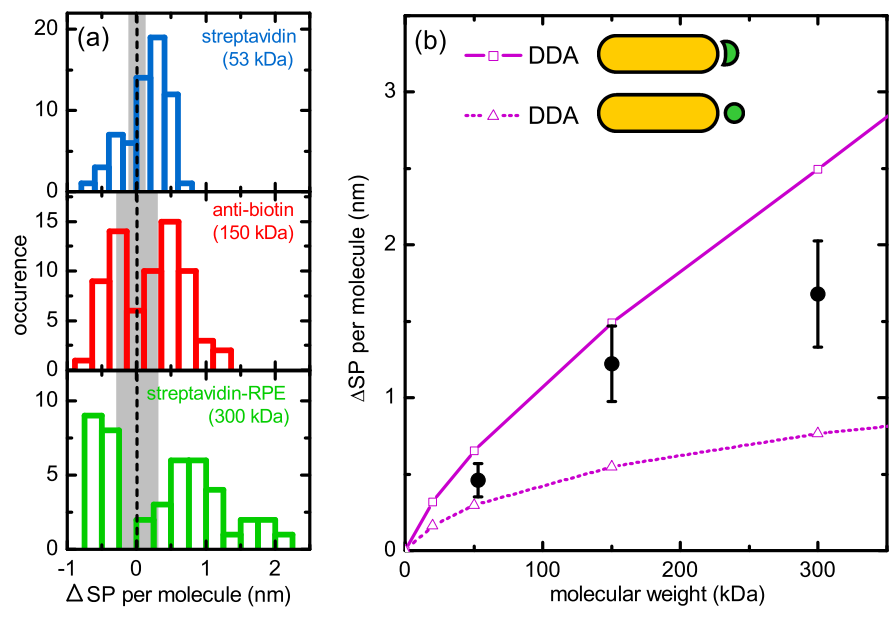 (a)
streptavidin
(53 kDa)
20
10
0
anti-biotin
(150 kDa)
15
10
5
0
streptavidin-RPE
(300 kDa)
10
5
0
occurence
-1
0
1
2
Δ SP per molecule (nm)
(b)
DDA
DDA
3
2
1
0
ΔSP per molecule (nm)
0
100
200
300
molecular weight (kDa)